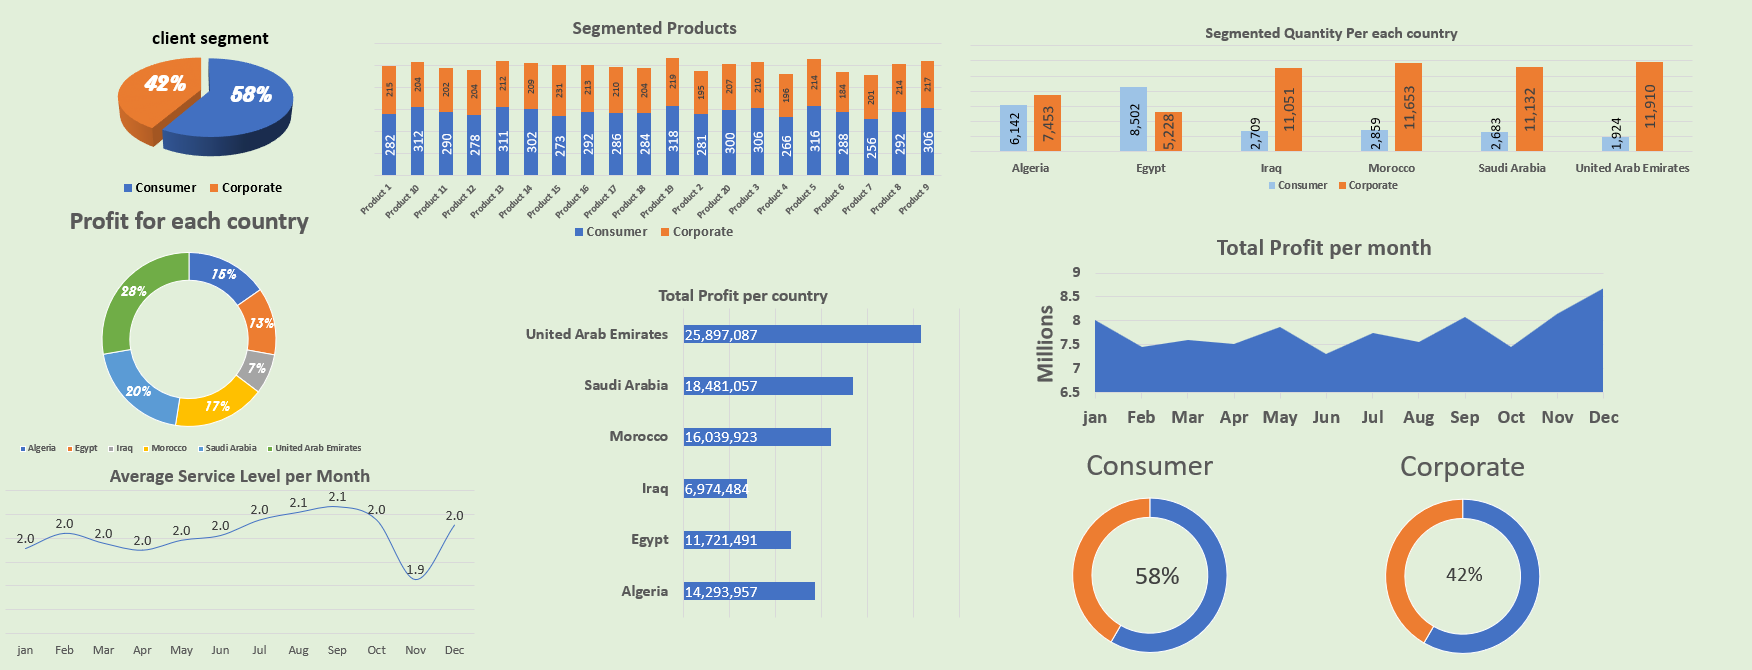 client segment
42%
58%
Consumer Corporate
Segmented Products
215 204 202 204 212 209 231 213 210 204 219 195 207 210 196 214 184 201 214 217
282 312 290 278 311 302 273 292 286 284 318 281 300 306 266 316 288 256 292 306
Product 1 Product 10 Product 11 Product 12 Product 13 Product 14 Product 15 Product 16 Product 17 Product 18 Product 19 Product 2 Product 20 Product 3 Product 4 Product 5 Product 6 Product 7 Product 8 Product 9
Consumer Corporate
Segmented Quantity Per each country
6,142 7,453 8,502 5,228 2,709 11,051 2,859 11,653 2,683 11,132 1,924 11,910
Algeria Egypt Iraq Morocco Saudi Arabia United Arab Emirates
Consumer Corporate
Profit for each country
15%
13%
7%
17%
20%
28%
Algeria Egypt Iraq Morocco Saudi Arabia United Arab Emirates
Total Profit per country
United Arab Emirates 25,897,087
Saudi Arabia 18,481,057
Morocco 16,039,923
Iraq 6,974,484
Egypt 11,721,491
Algeria 14,293,957
Total Profit per month
Millions
9
8.5
8
7.5
7
6.5
jan Feb Mar Apr May Jun Jul Aug Sep Oct Nov Dec
Average Service Level per Month
2.0 2.0 2.0 2.0 2.0 2.0 2.0 2.1 2.1 2.0 1.9 2.0
jan Feb Mar Apr May Jun Jul Aug Sep Oct Nov Dec
Consumer
58%
Corporate
42%